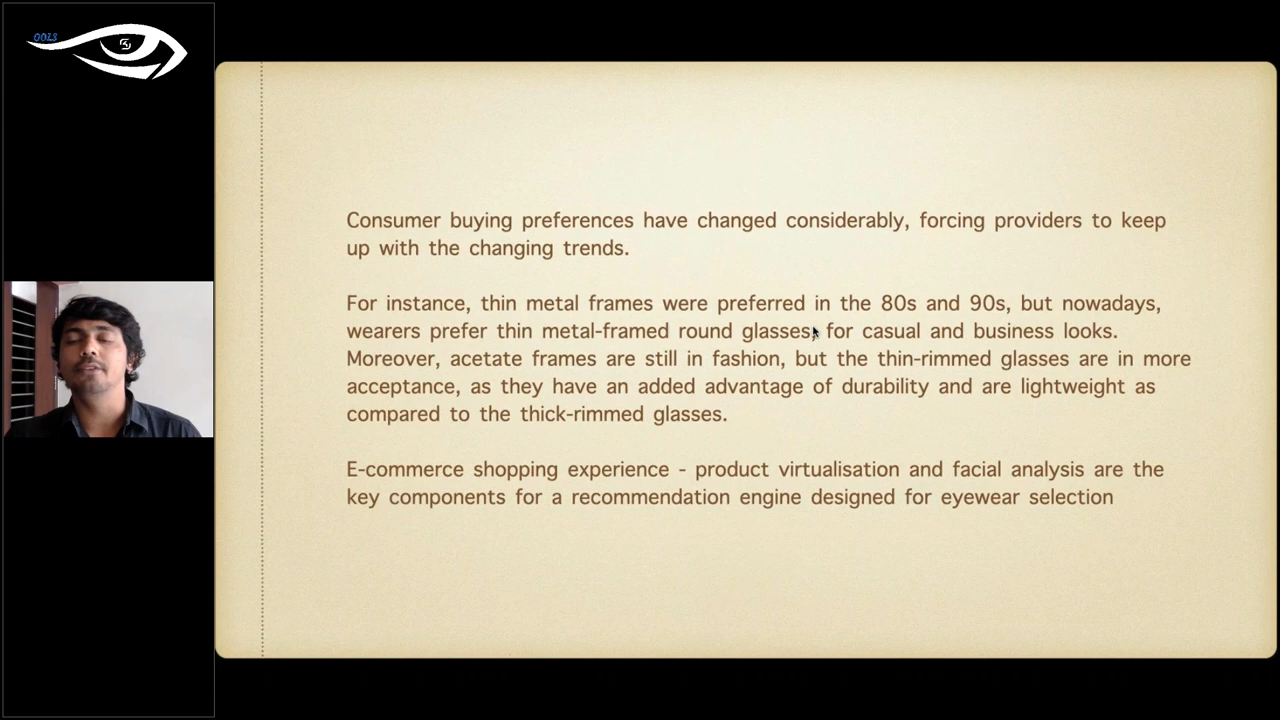 OOLS
Consumer buying preferences have changed considerably, forcing providers to keep
up with the changing trends.
For instance, thin metal frames were preferred in the 80s and 90s, but nowadays,
wearers prefer thin metal-framed round glasses, for casual and business looks.
Moreover, acetate frames are still in fashion, but the thin-rimmed glasses are in more
acceptance, as they have an added advantage of durability and are lightweight as
compared to the thick-rimmed glasses.
E-commerce shopping experience - product virtualisation and facial analysis are the
key components for a recommendation engine designed for eyewear selection